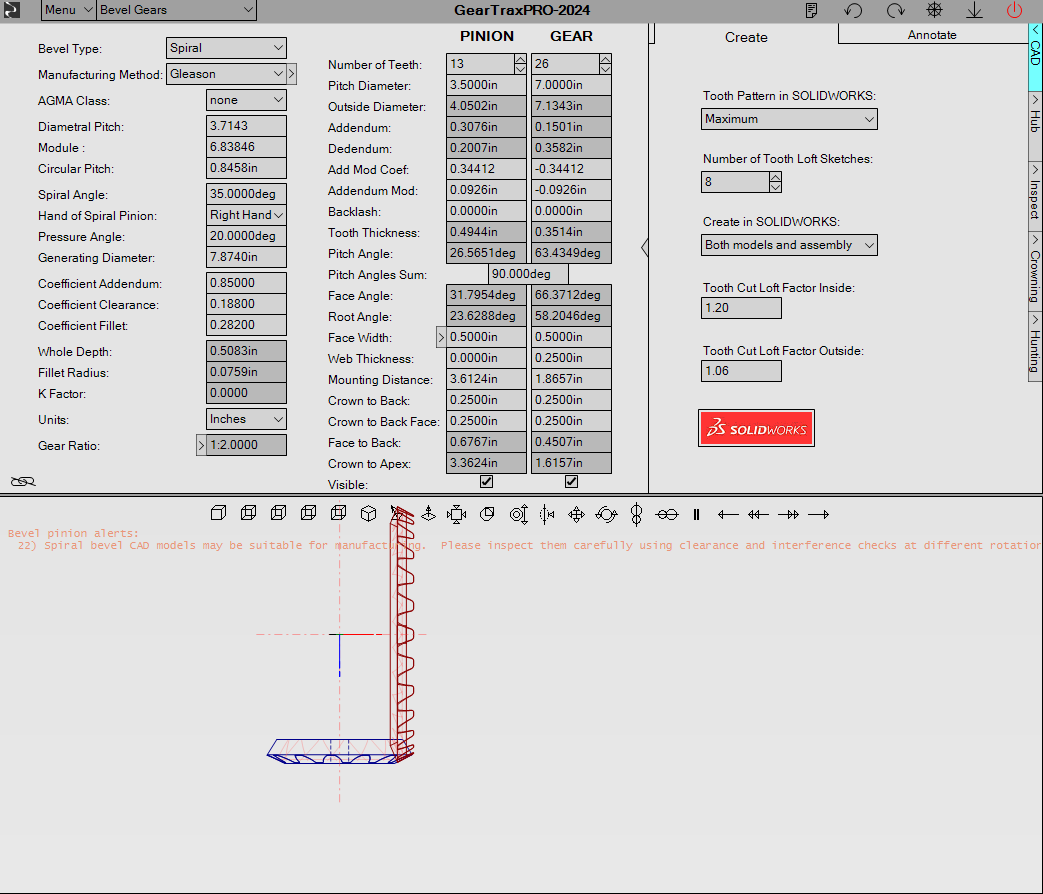 Menu Bevel Gears GearTraxPRO-2024
PINION GEAR
Create Annotate
Bevel Type: Spiral
Manufacturing Method: Gleason
AGMA Class: none
Diametral Pitch: 3.7143
Module : 6.83846
Circular Pitch: 0.8458in
Spiral Angle: 35.0000deg
Hand of Spiral Pinion: Right Hand
Pressure Angle: 20.0000deg
Generating Diameter: 7.8740in
Coefficient Addendum: 0.85000
Coefficient Clearance: 0.18800
Coefficient Fillet: 0.28200
Whole Depth: 0.5083in
Fillet Radius: 0.0759in
K Factor: 0.0000
Units: Inches
Gear Ratio: 1:2.0000
Number of Teeth: 13 26
Pitch Diameter: 3.5000in 7.0000in
Outside Diameter: 4.0502in 7.1343in
Addendum: 0.3076in 0.1501in
Dedendum: 0.2007in 0.3582in
Add Mod Coef: 0.34412 -0.34412
Addendum Mod: 0.0926in -0.0926in
Backlash: 0.0000in 0.0000in
Tooth Thickness: 0.4944in 0.3514in
Pitch Angle: 26.5651deg 63.4349deg
Pitch Angles Sum: 90.000deg
Face Angle: 31.7954deg 66.3712deg
Root Angle: 23.6288deg 58.2046deg
Face Width: 0.5000in 0.5000in
Web Thickness: 0.0000in 0.2500in
Mounting Distance: 3.6124in 1.8657in
Crown to Back: 0.2500in 0.2500in
Crown to Back Face: 0.2500in 0.2500in
Face to Back: 0.6767in 0.4507in
Crown to Apex: 3.3624in 1.6157in
Visible:
Tooth Pattern in SOLIDWORKS:
Maximum
Number of Tooth Loft Sketches:
8
Create in SOLIDWORKS:
Both models and assembly
Tooth Cut Loft Factor Inside:
1.20
Tooth Cut Loft Factor Outside:
1.06
SOLIDWORKS
CAD
Hub
Inspect
Crowning
Hunting
Bevel pinion alerts:
22) Spiral bevel CAD models may be suitable for manufacturing. Please inspect them carefully using clearance and interference checks at different rotation